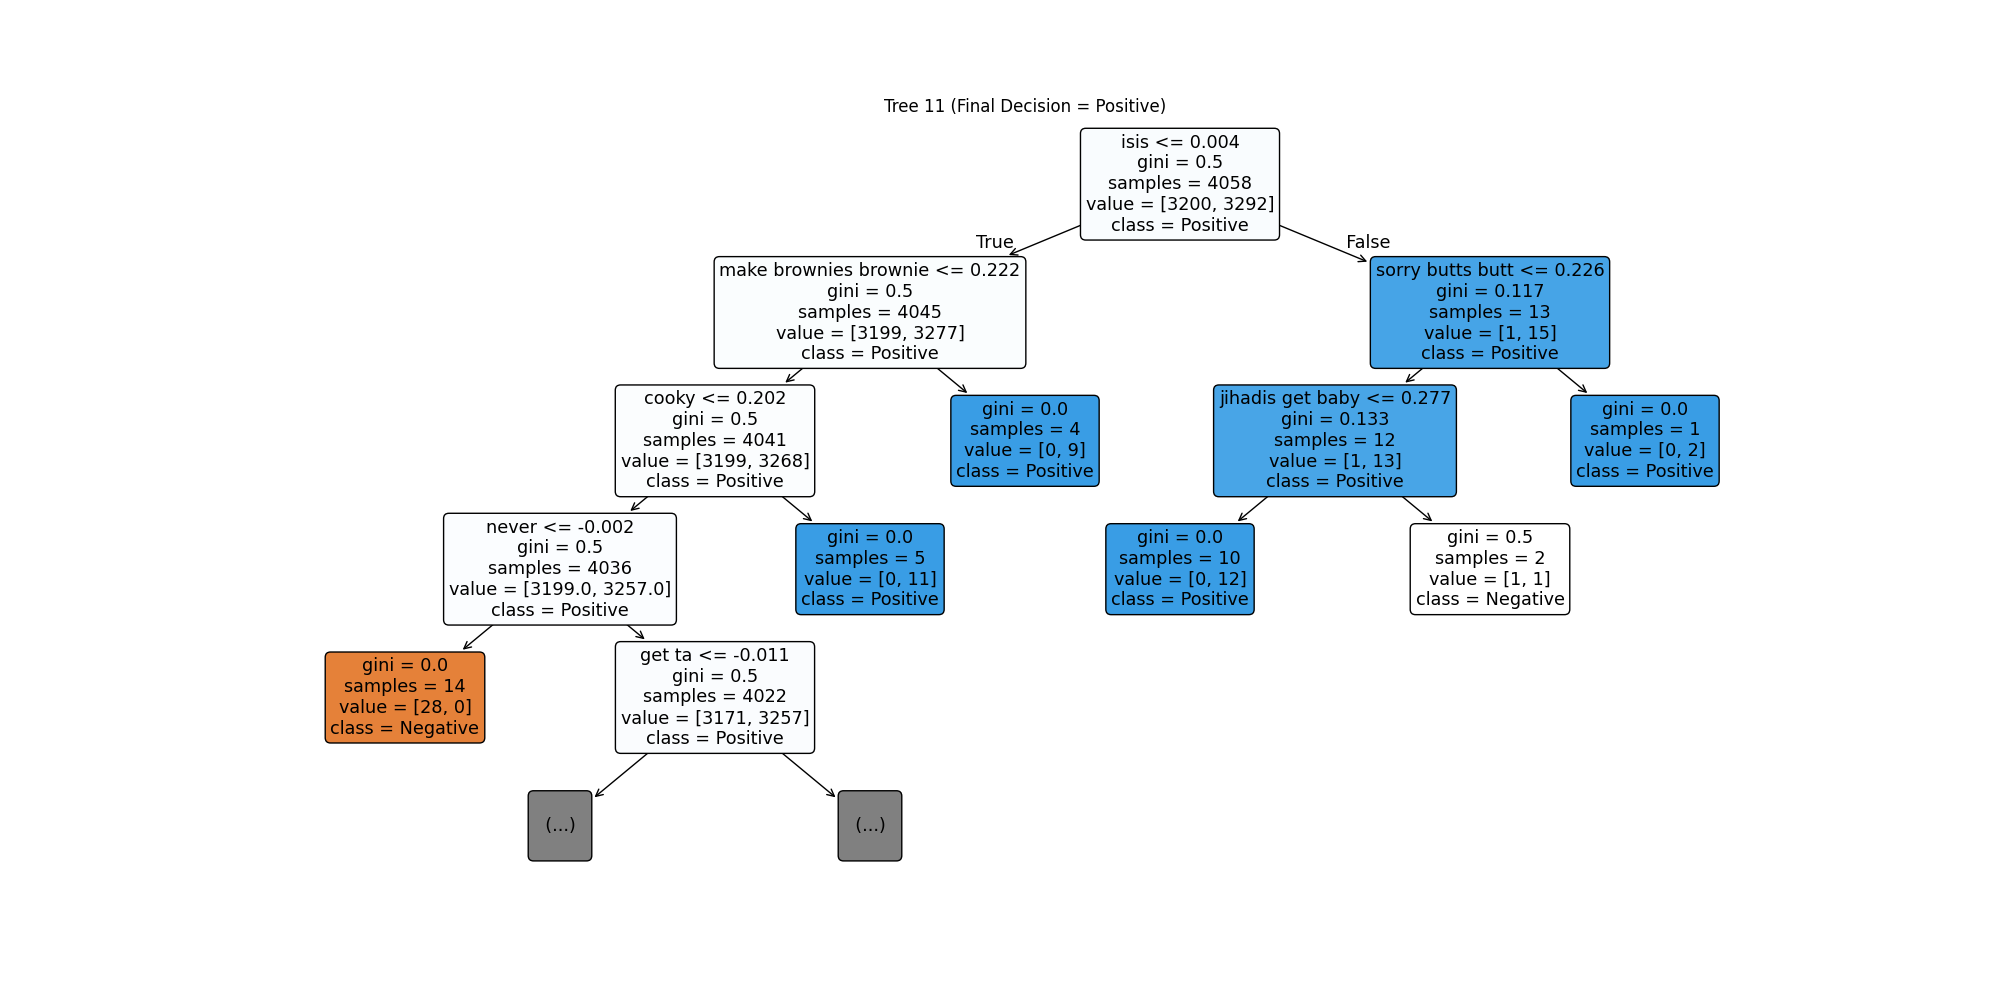 Tree 11 (Final Decision = Positive)
isis <= 0.004
gini = 0.5
samples = 4058
value = [3200, 3292]
class = Positive
True
False
make brownies brownie <= 0.222
gini = 0.5
samples = 4045
value = [3199, 3277]
class = Positive
sorry butts butt <= 0.226
gini = 0.117
samples = 13
value = [1, 15]
class = Positive
cooky <= 0.202
gini = 0.5
samples = 4041
value = [3199, 3268]
class = Positive
gini = 0.0
samples = 4
value = [0, 9]
class = Positive
jihadis get baby <= 0.277
gini = 0.133
samples = 12
value = [1, 13]
class = Positive
gini = 0.0
samples = 1
value = [0, 2]
class = Positive
never <= -0.002
gini = 0.5
samples = 4036
value = [3199.0, 3257.0]
class = Positive
gini = 0.0
samples = 5
value = [0, 11]
class = Positive
gini = 0.0
samples = 10
value = [0, 12]
class = Positive
gini = 0.5
samples = 2
value = [1, 1]
class = Negative
gini = 0.0
samples = 14
value = [28, 0]
class = Negative
get ta <= -0.011
gini = 0.5
samples = 4022
value = [3171, 3257]
class = Positive
(...)
(...)